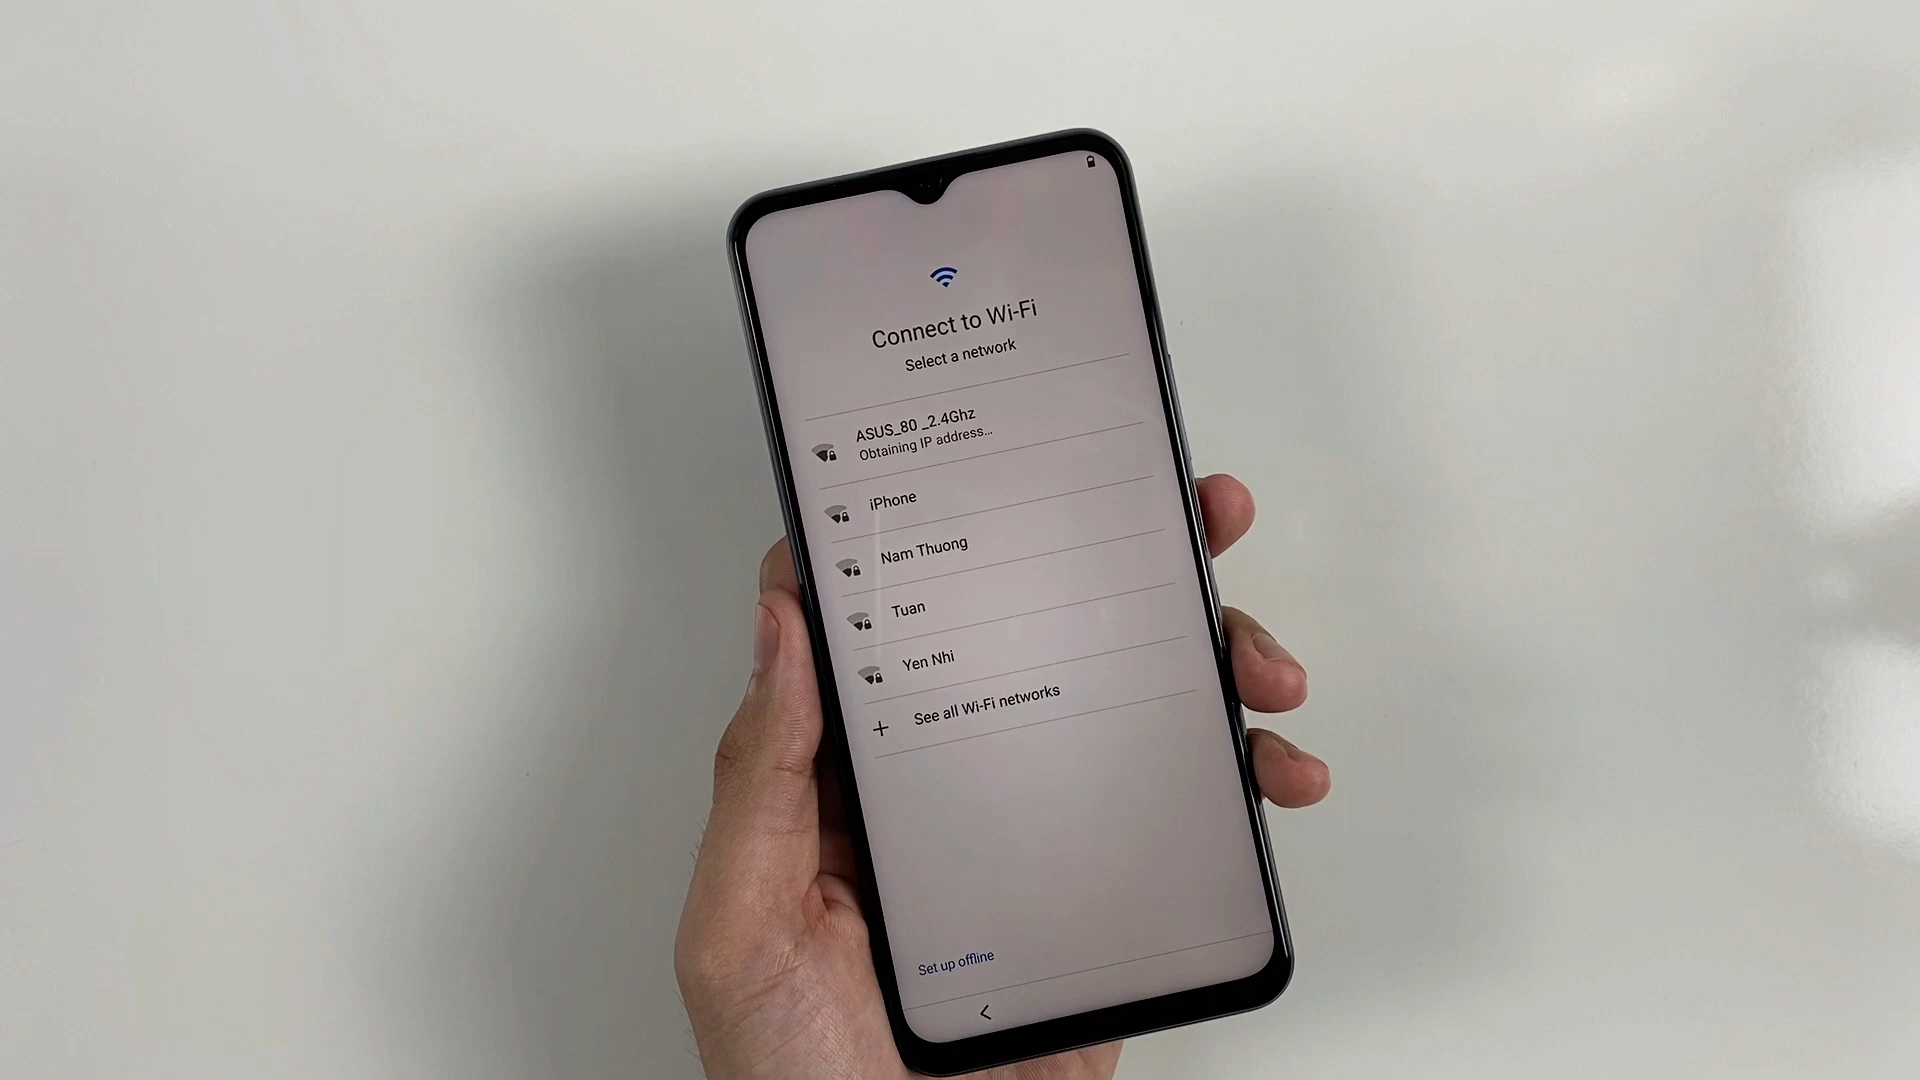 Connect to Wi-Fi
Select a network
ASUS_80 _2.4Ghz
Obtaining IP address...
iPhone
Nam Thuong
Tuan
Yen Nhi
See all Wi-Fi networks
Set up offline